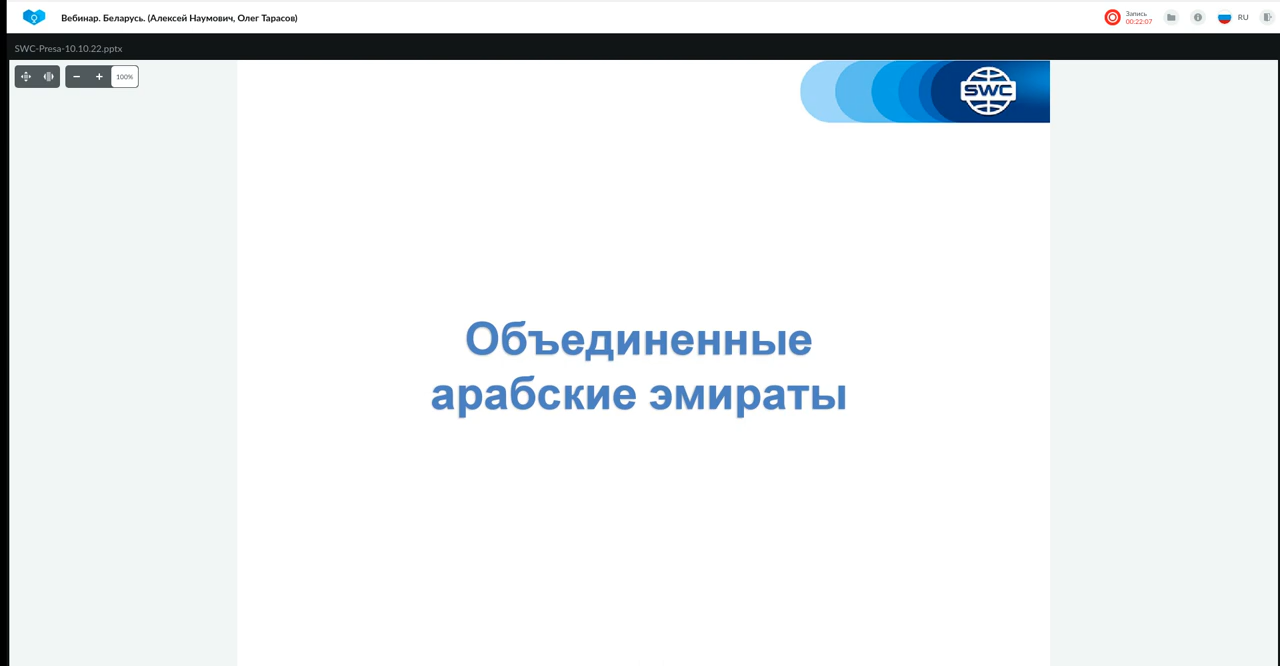 Вебинар. Беларусь. (Алексей Наумович, Олег Тарасов)
Запись
00:22:07
RU
SWC-Presa-10.10.22.pptx
100%
SWC
Объединенные
арабские эмираты